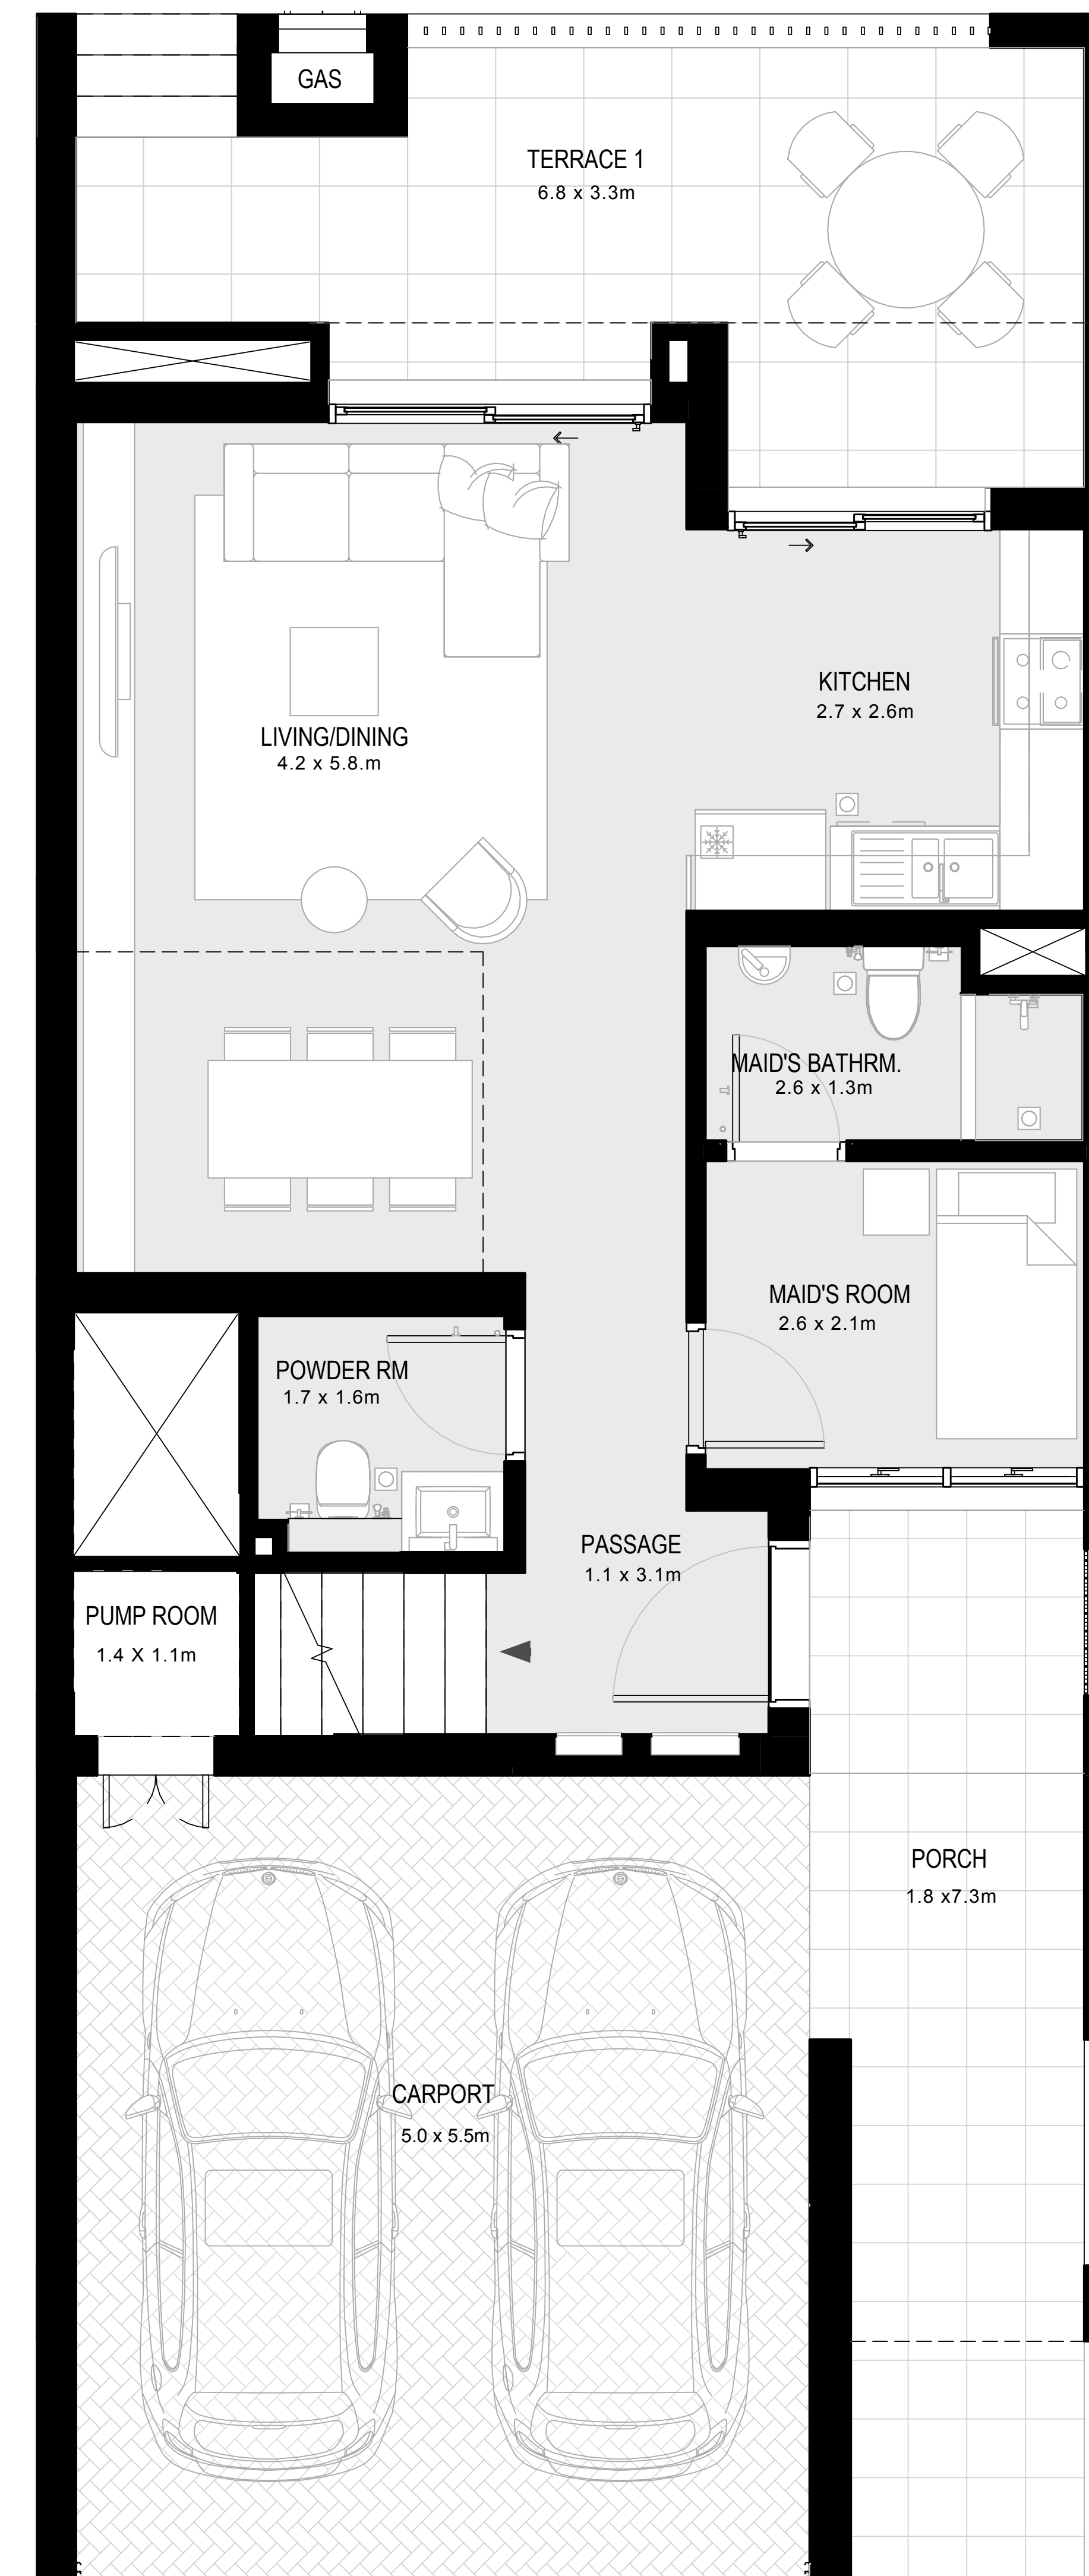 GAS
TERRACE 1
6.8 x 3.3m
KITCHEN
2.7 x 2.6m
LIVING/DINING
4.2 x 5.8.m
MAID'S BATHRM.
2.6 x 1.3m
MAID'S ROOM
2.6 x 2.1m
POWDER RM
1.7 x 1.6m
PASSAGE
1.1 x 3.1m
PUMP ROOM
1.4 X 1.1m
PORCH
1.8 x7.3m
CARPORT
5.0 x 5.5m